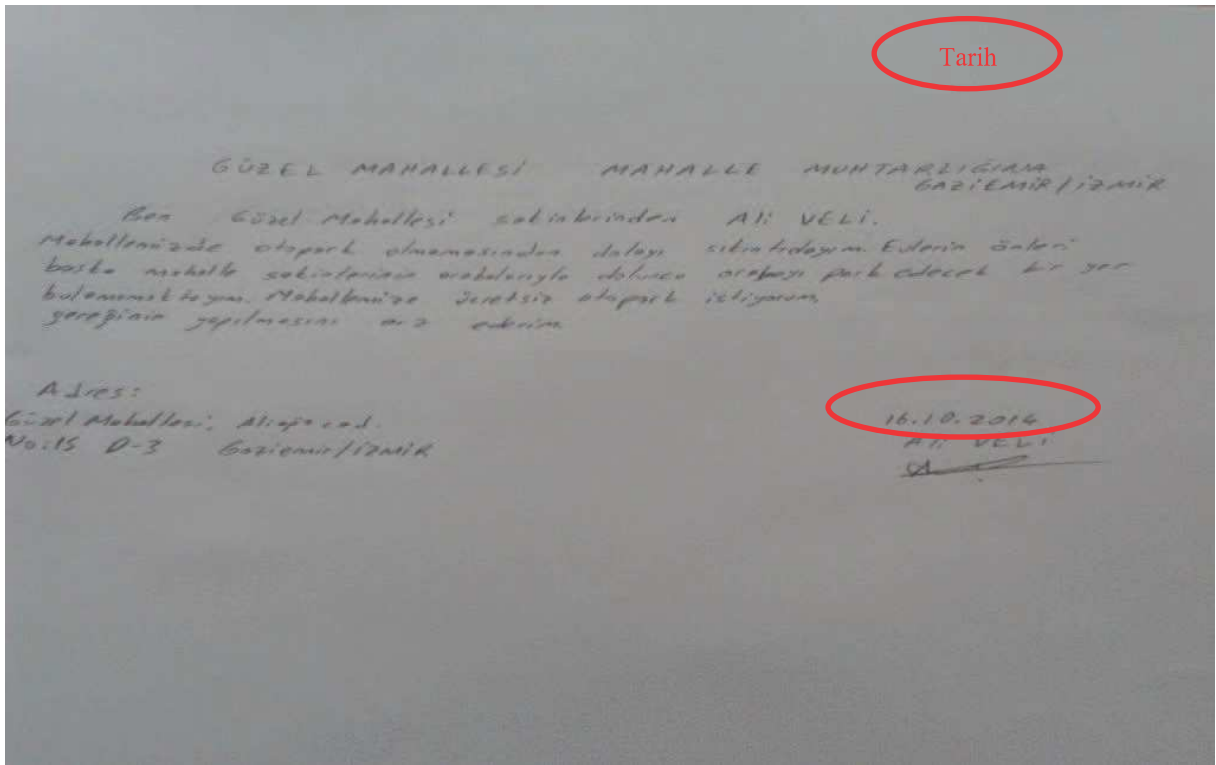 Tarih
GÜZEL MAHALLESİ MAHALLE MUHTARLIĞINA
GAZİEMİR/İZMİR
Ben Güzel Mahallesi sakinlerinden Ali VELİ.
Mahallemizde otopark olmamasından dolayı sıkıntıdayım. Evlerin önleri
başka mahalle sakinlerinin arabalarıyla dolunca arabayı park edecek bir yer
bulamamaktayım. Mahallemize ücretsiz otopark istiyorum,
gereğinin yapılmasını arz ederim
Adres:
Güzel Mahallesi, cad.
No:15 D-3 Gaziemir/İZMİR
16.10.2014
Ali VELİ